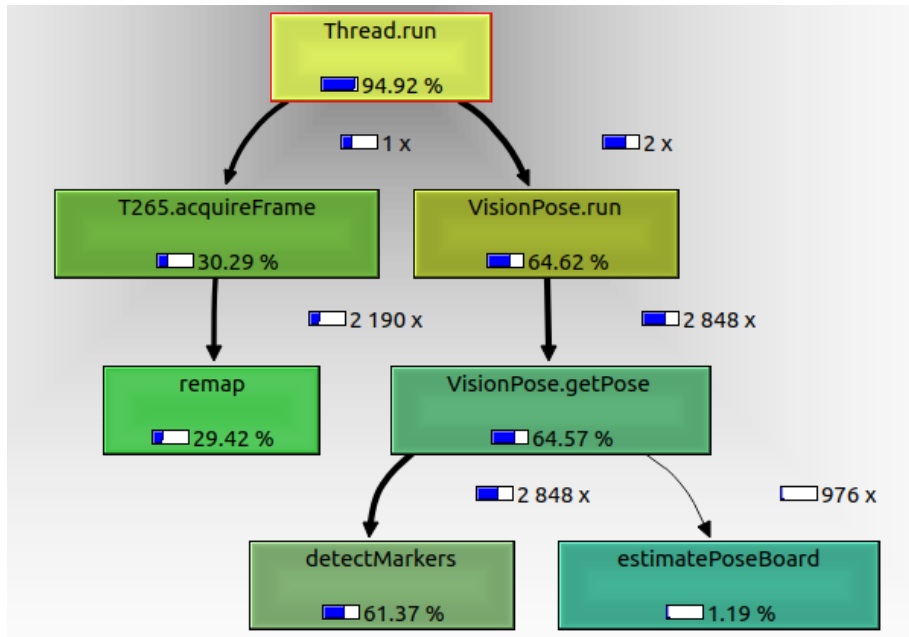 Thread.run
94.92 %
1 x
2 x
T265.acquireFrame
30.29 %
VisionPose.run
64.62 %
2 190 x
2 848 x
remap
29.42 %
VisionPose.getPose
64.57 %
2 848 x
976 x
detectMarkers
61.37 %
estimatePoseBoard
1.19 %